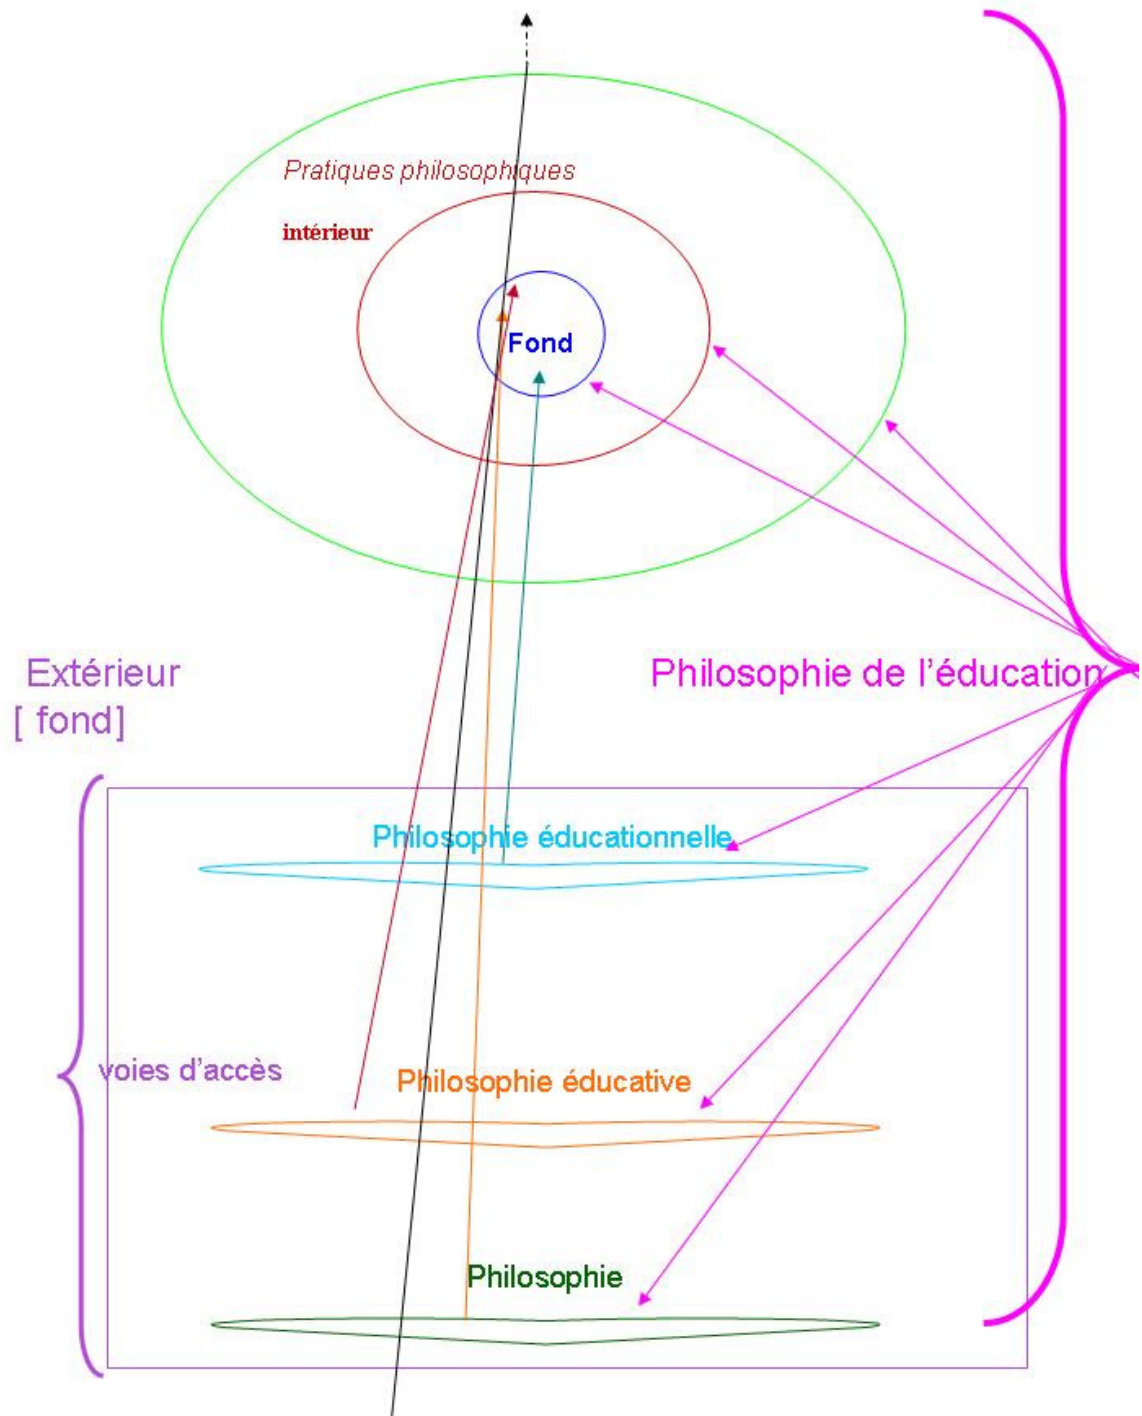 Pratiques philosophiques
intérieur
Fond
Extérieur
[ fond]
Philosophie de l’éducation
Philosophie éducationnelle
voies d’accès
Philosophie éducative
Philosophie